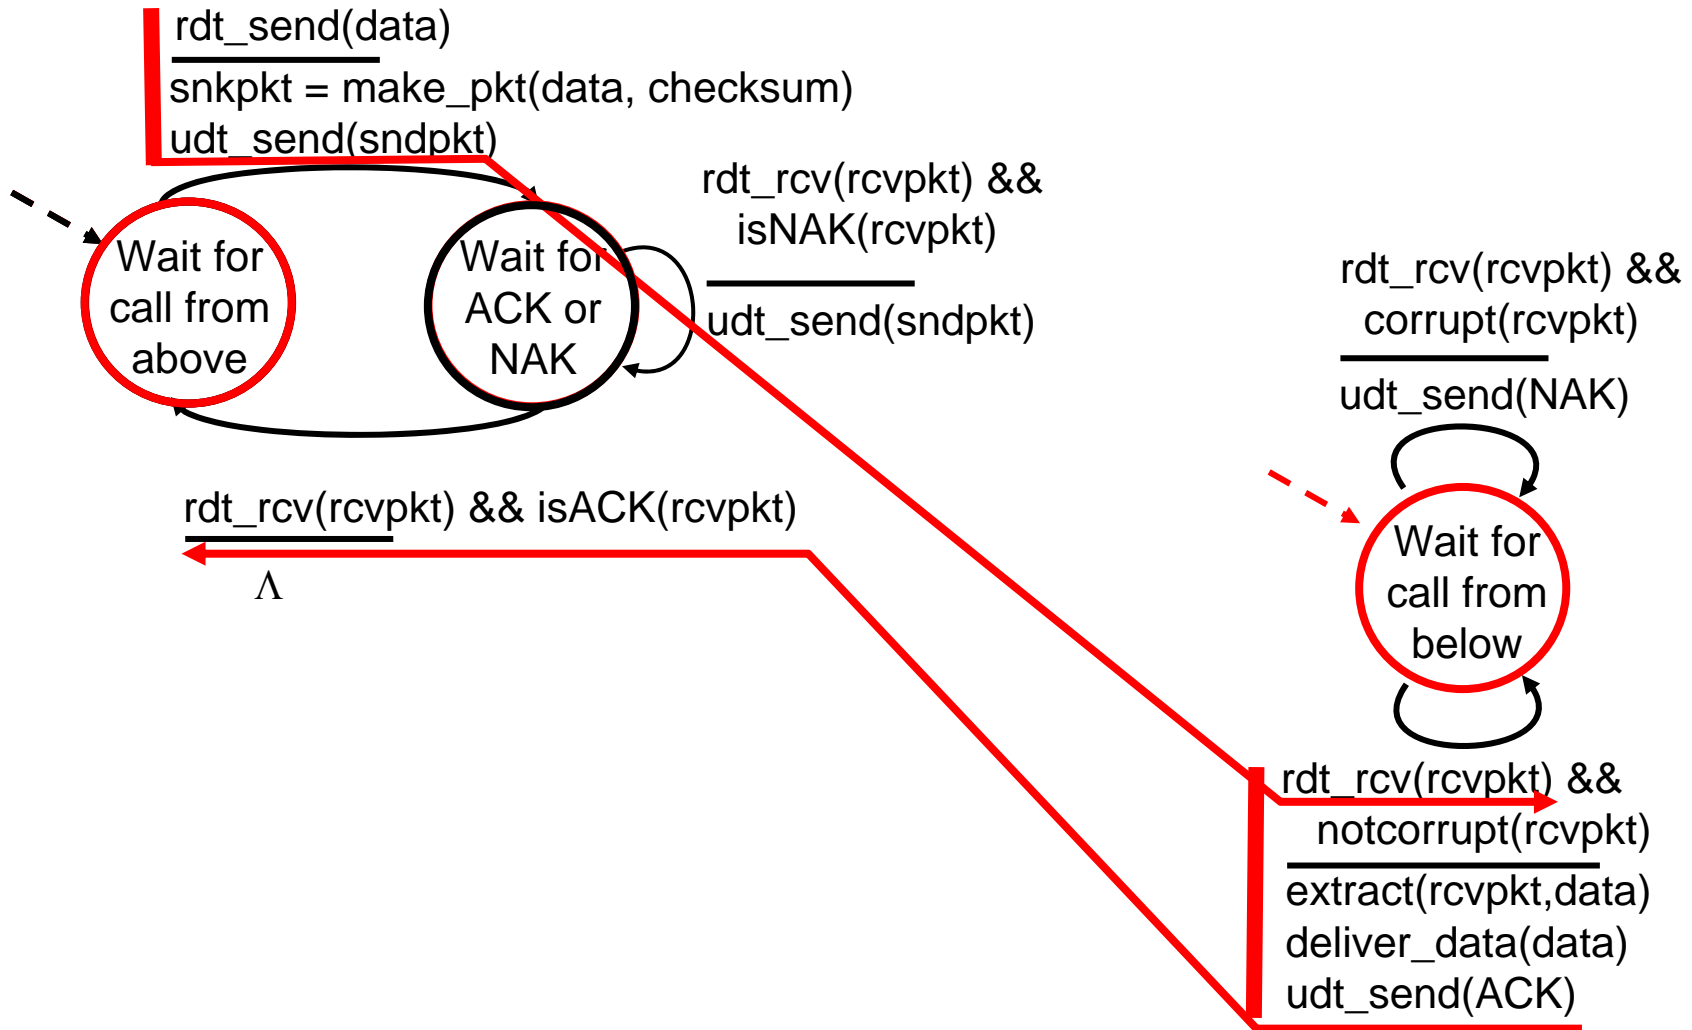 rdt_send(data)
snkpkt = make_pkt(data, checksum)
udt_send(sndpkt)
Wait for
call from
above
Wait for
ACK or
NAK
rdt_rcv(rcvpkt) &&
isNAK(rcvpkt)
udt_send(sndpkt)
rdt_rcv(rcvpkt) && isACK(rcvpkt)
Λ
rdt_rcv(rcvpkt) &&
corrupt(rcvpkt)
udt_send(NAK)
Wait for
call from
below
rdt_rcv(rcvpkt) &&
notcorrupt(rcvpkt)
extract(rcvpkt,data)
deliver_data(data)
udt_send(ACK)